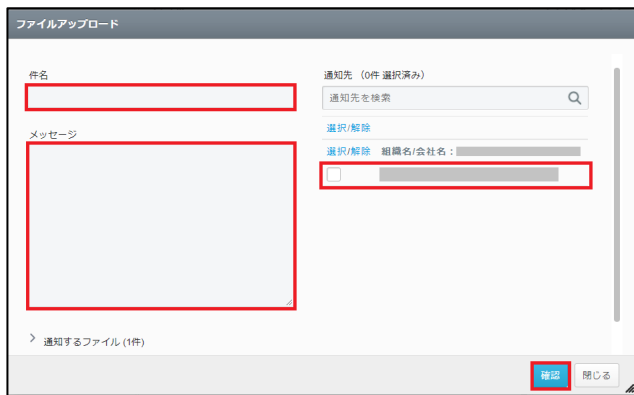 ファイルアップロード
件名
メッセージ
通知するファイル (1件)
通知先 （0件 選択済み）
通知先を検索
選択/解除
選択/解除 組織名/会社名：
確認
閉じる